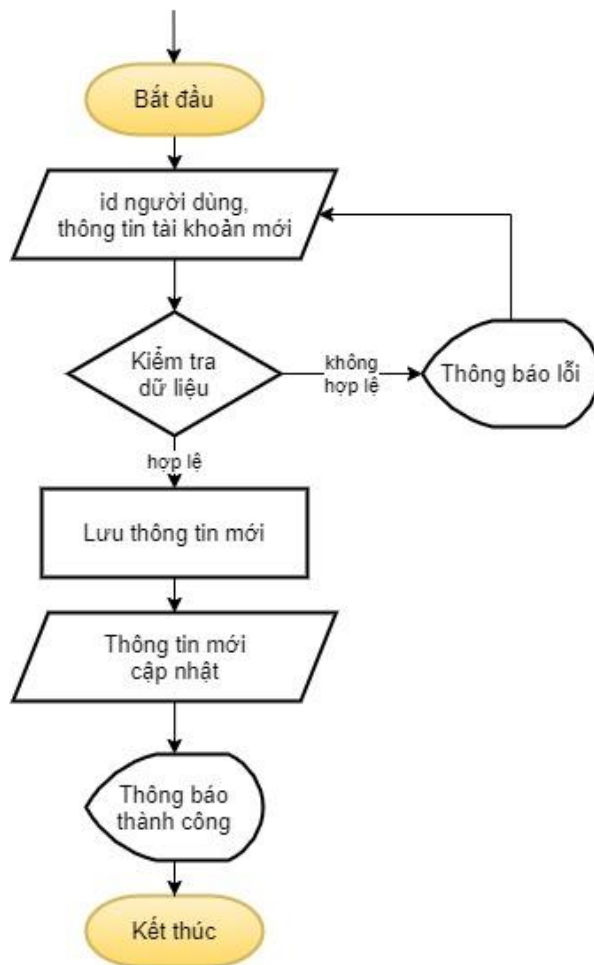 Bắt đầu
id người dùng,
thông tin tài khoản mới
Kiểm tra
dữ liệu
không
hợp lệ
Thông báo lỗi
hợp lệ
Lưu thông tin mới
Thông tin mới
cập nhật
Thông báo
thành công
Kết thúc